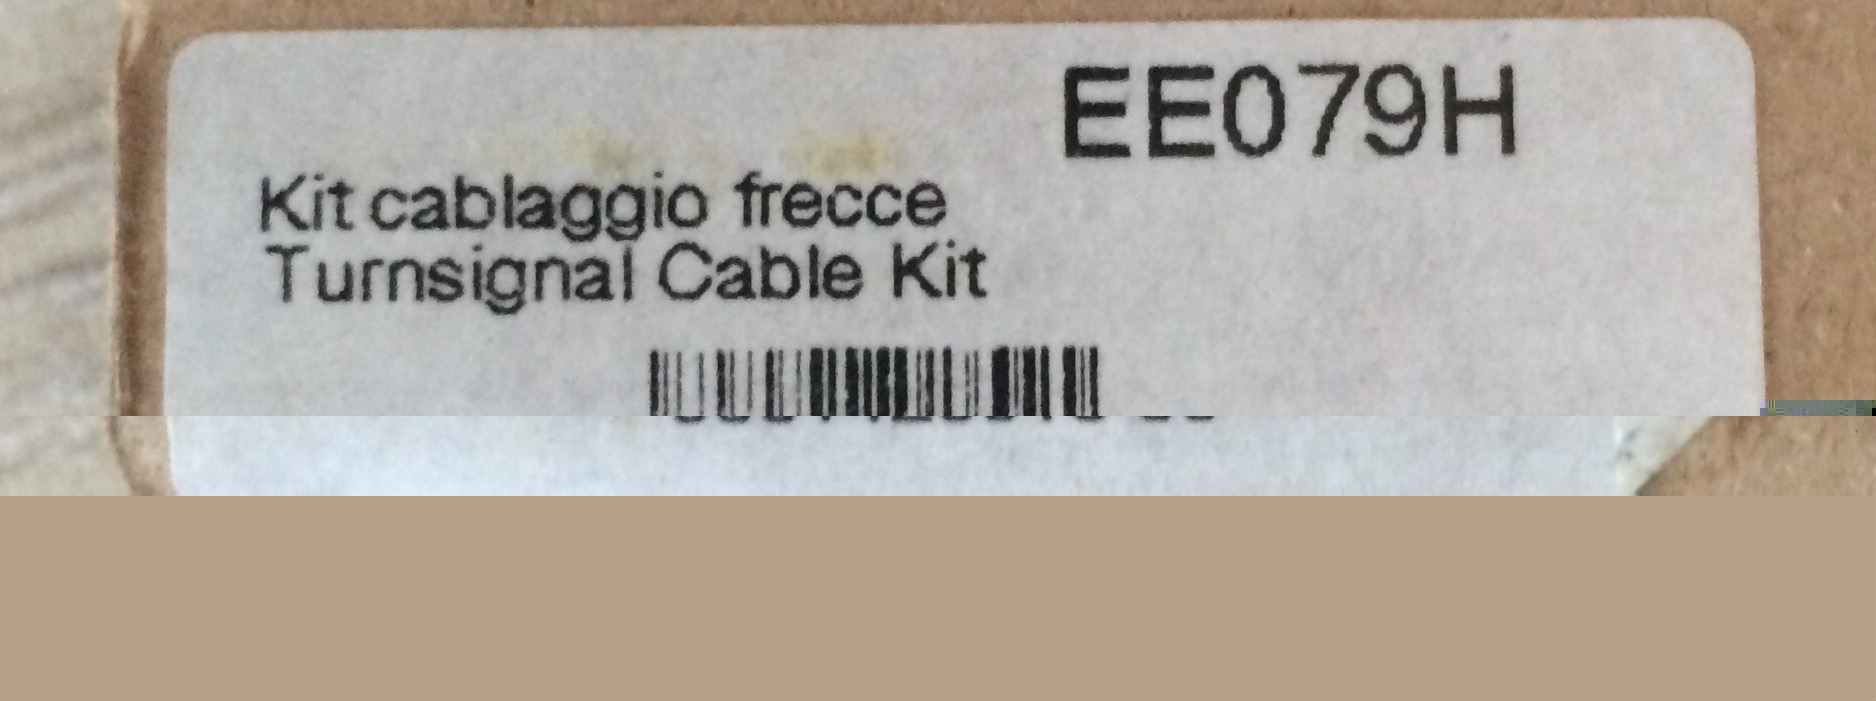 EE079H
Kit cablaggio frecce
Turnsignal Cable Kit